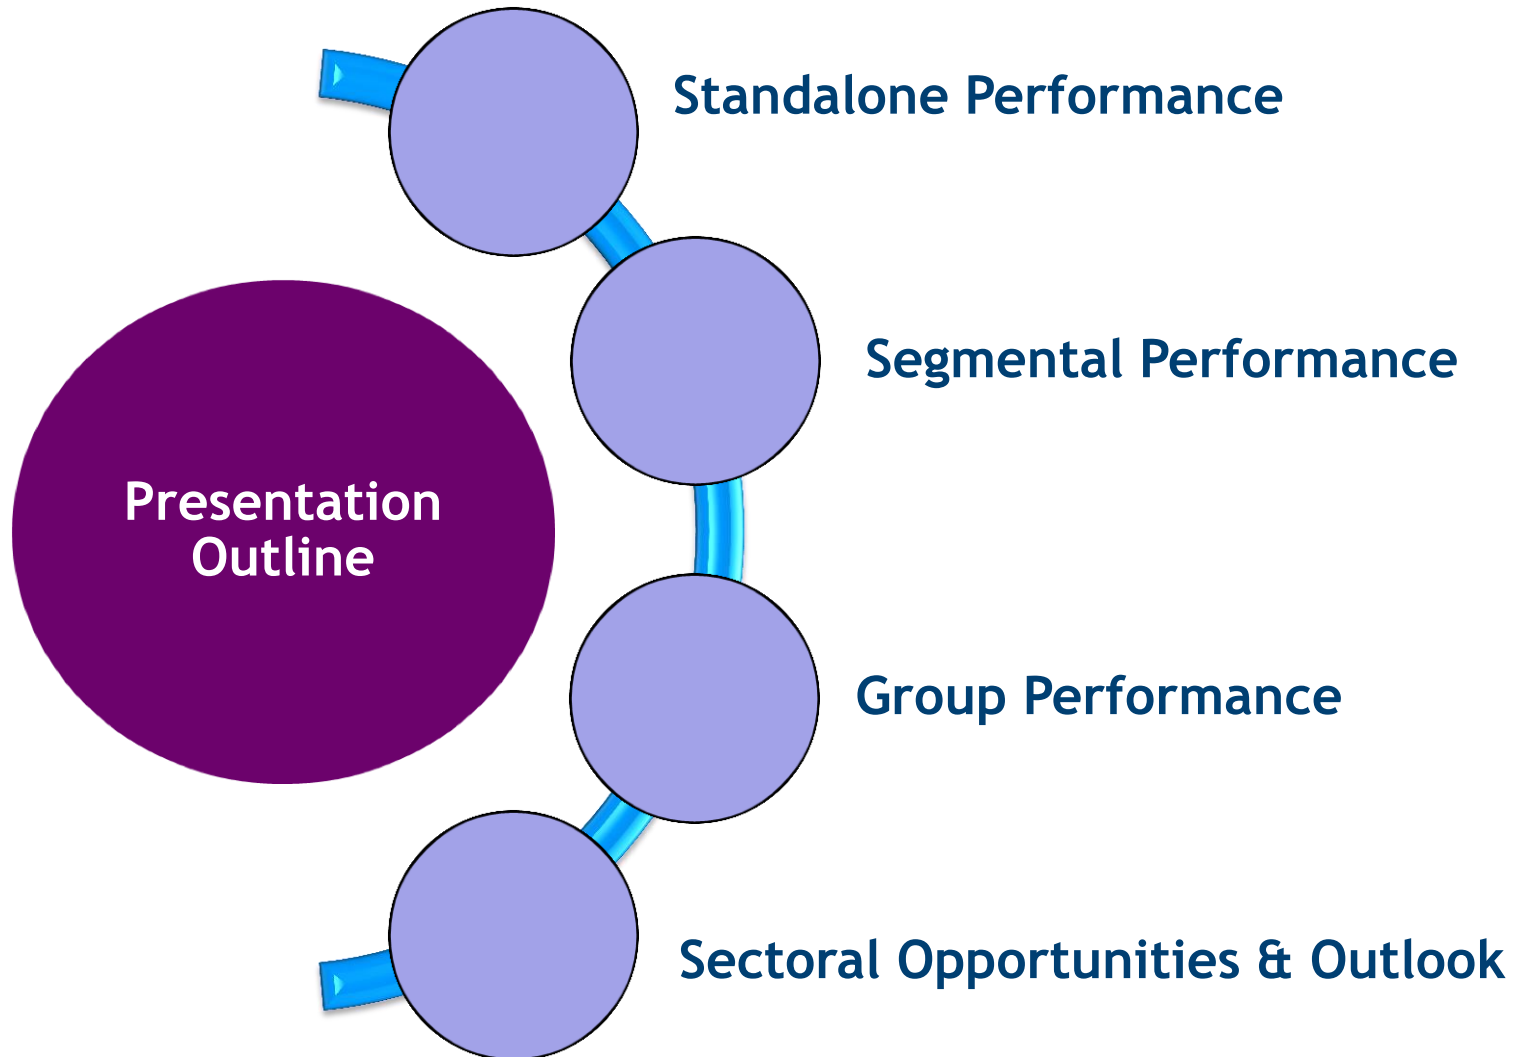 Standalone Performance
Segmental Performance
Presentation
Outline
Group Performance
Sectoral Opportunities & Outlook